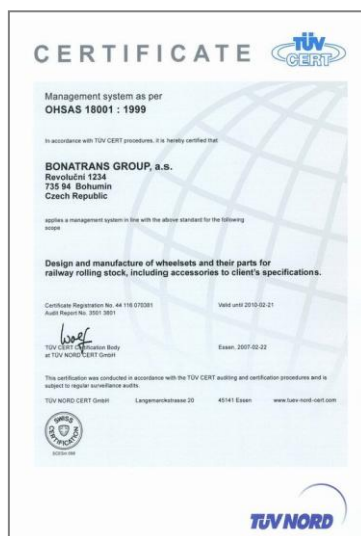 CERTIFICATE
TÜV
CERT
Management system as per
OHSAS 18001 : 1999
In accordance with TÜV CERT procedures, it is hereby certified that
BONATRANS GROUP, a.s.
Revoluční 1234
735 94 Bohumín
Czech Republic
applies a management system in line with the above standard for the following
scope
Design and manufacture of wheelsets and their parts for
railway rolling stock, including accessories to client's specifications.
Certificate Registration No. 44 116 070361 Valid until 2010-02-21
Audit Report No. 3501 3801
TÜV CERT Certification Body Essen, 2007-02-22
at TÜV NORD CERT GmbH
This certification was conducted in accordance with the TÜV CERT auditing and certification procedures and is
subject to regular surveillance audits.
TÜV NORD CERT GmbH Langemarckstrasse 20 45141 Essen www.tuev-nord-cert.com
SWISS
CERTIFICATION
TÜV NORD